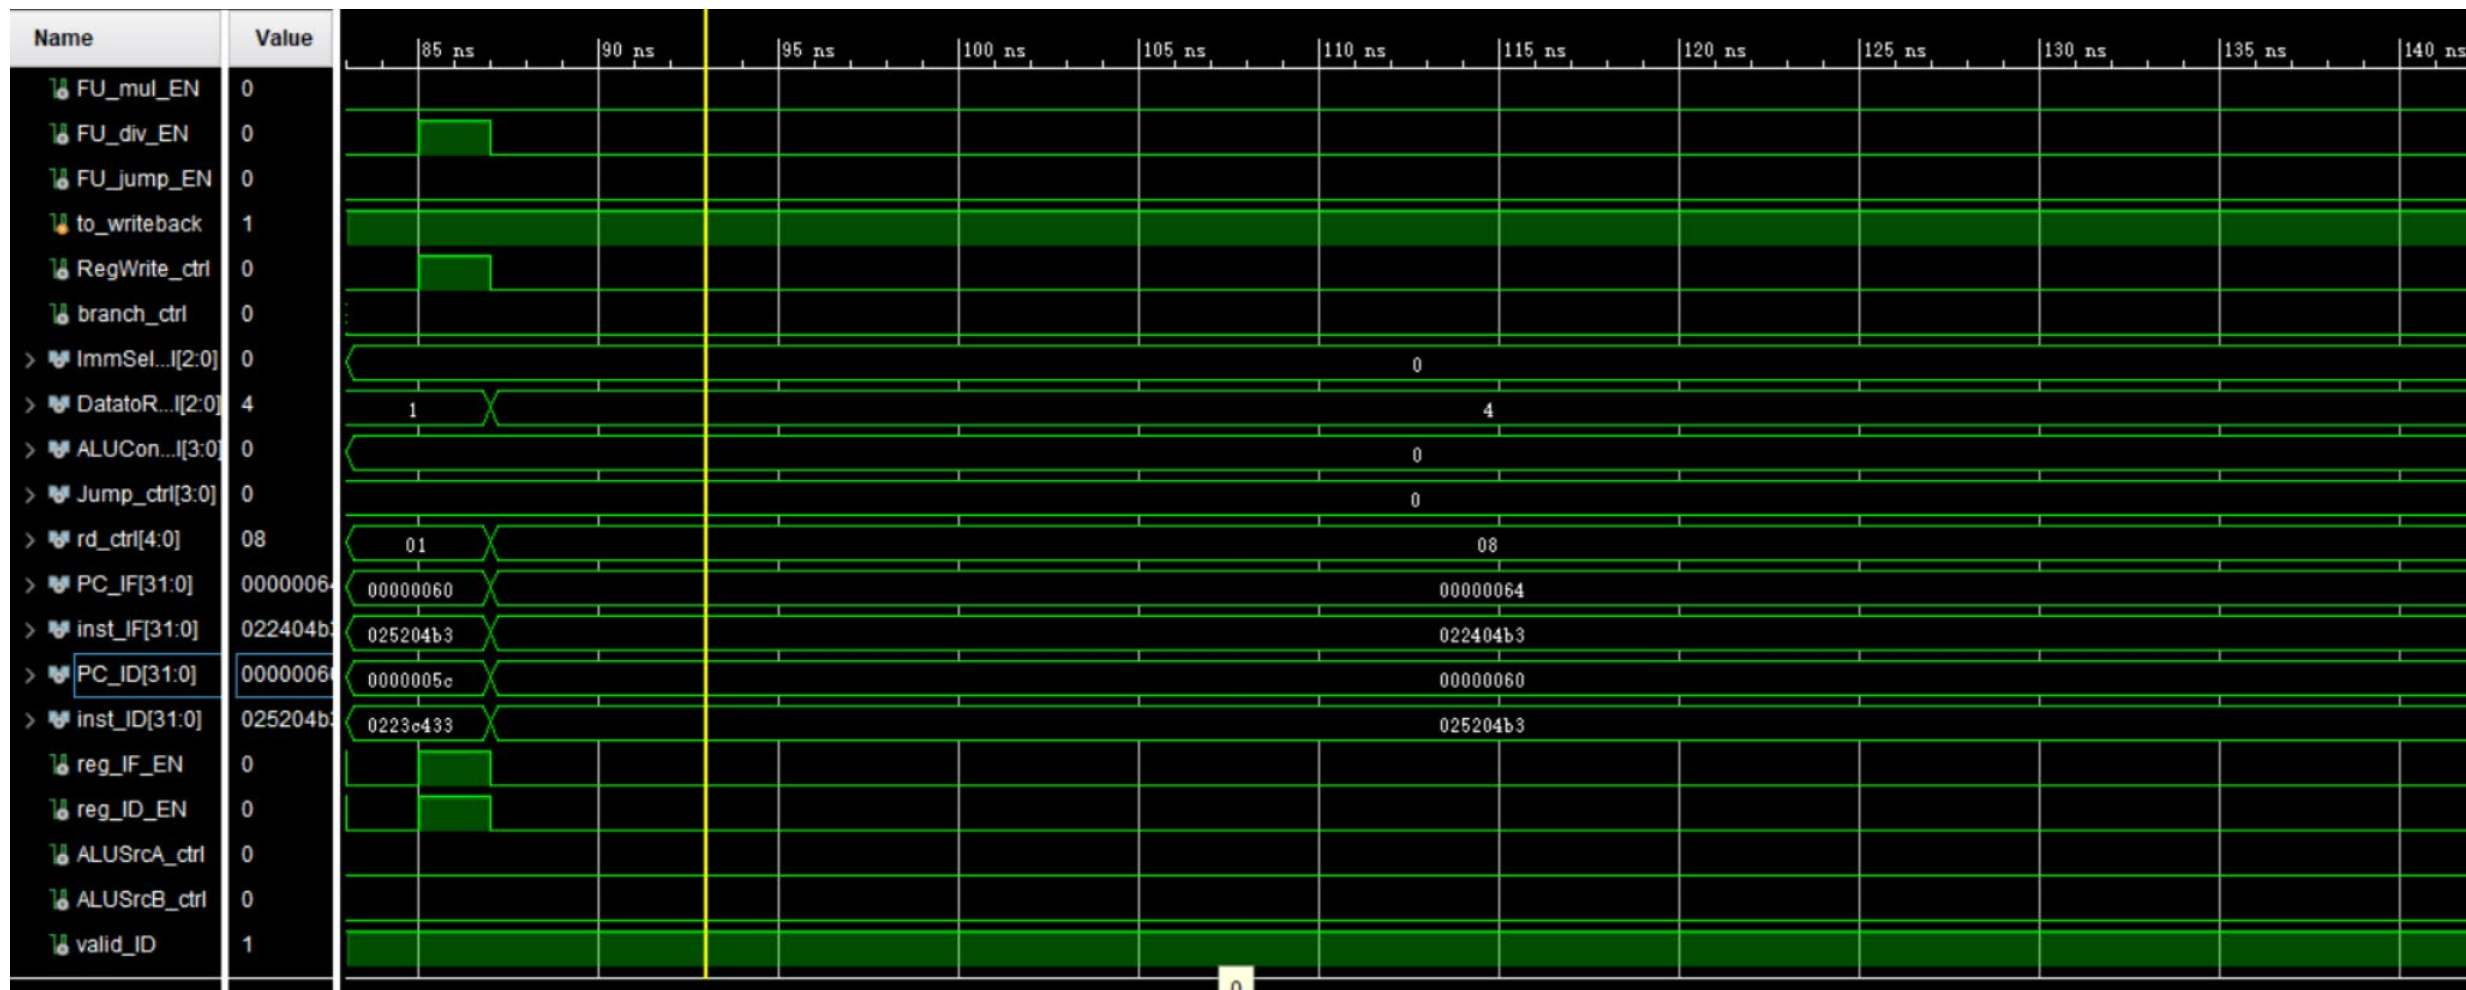 Name Value
85 ns 90 ns 95 ns 100 ns 105 ns 110 ns 115 ns 120 ns 125 ns 130 ns 135 ns 140 ns
FU_mul_EN 0
FU_div_EN 0
FU_jump_EN 0
to_writeback 1
RegWrite_ctrl 0
branch_ctrl 0
ImmSel...l[2:0] 0 0
DatatoR...l[2:0] 4 1 4
ALUCon...l[3:0] 0 0
Jump_ctrl[3:0] 0 0
rd_ctrl[4:0] 08 01 08
PC_IF[31:0] 00000064 00000060 00000064
inst_IF[31:0] 022404b3 025204b3 022404b3
PC_ID[31:0] 00000060 0000005c 00000060
inst_ID[31:0] 025204b3 0223c433 025204b3
reg_IF_EN 0
reg_ID_EN 0
ALUSrcA_ctrl 0
ALUSrcB_ctrl 0
valid_ID 1
0